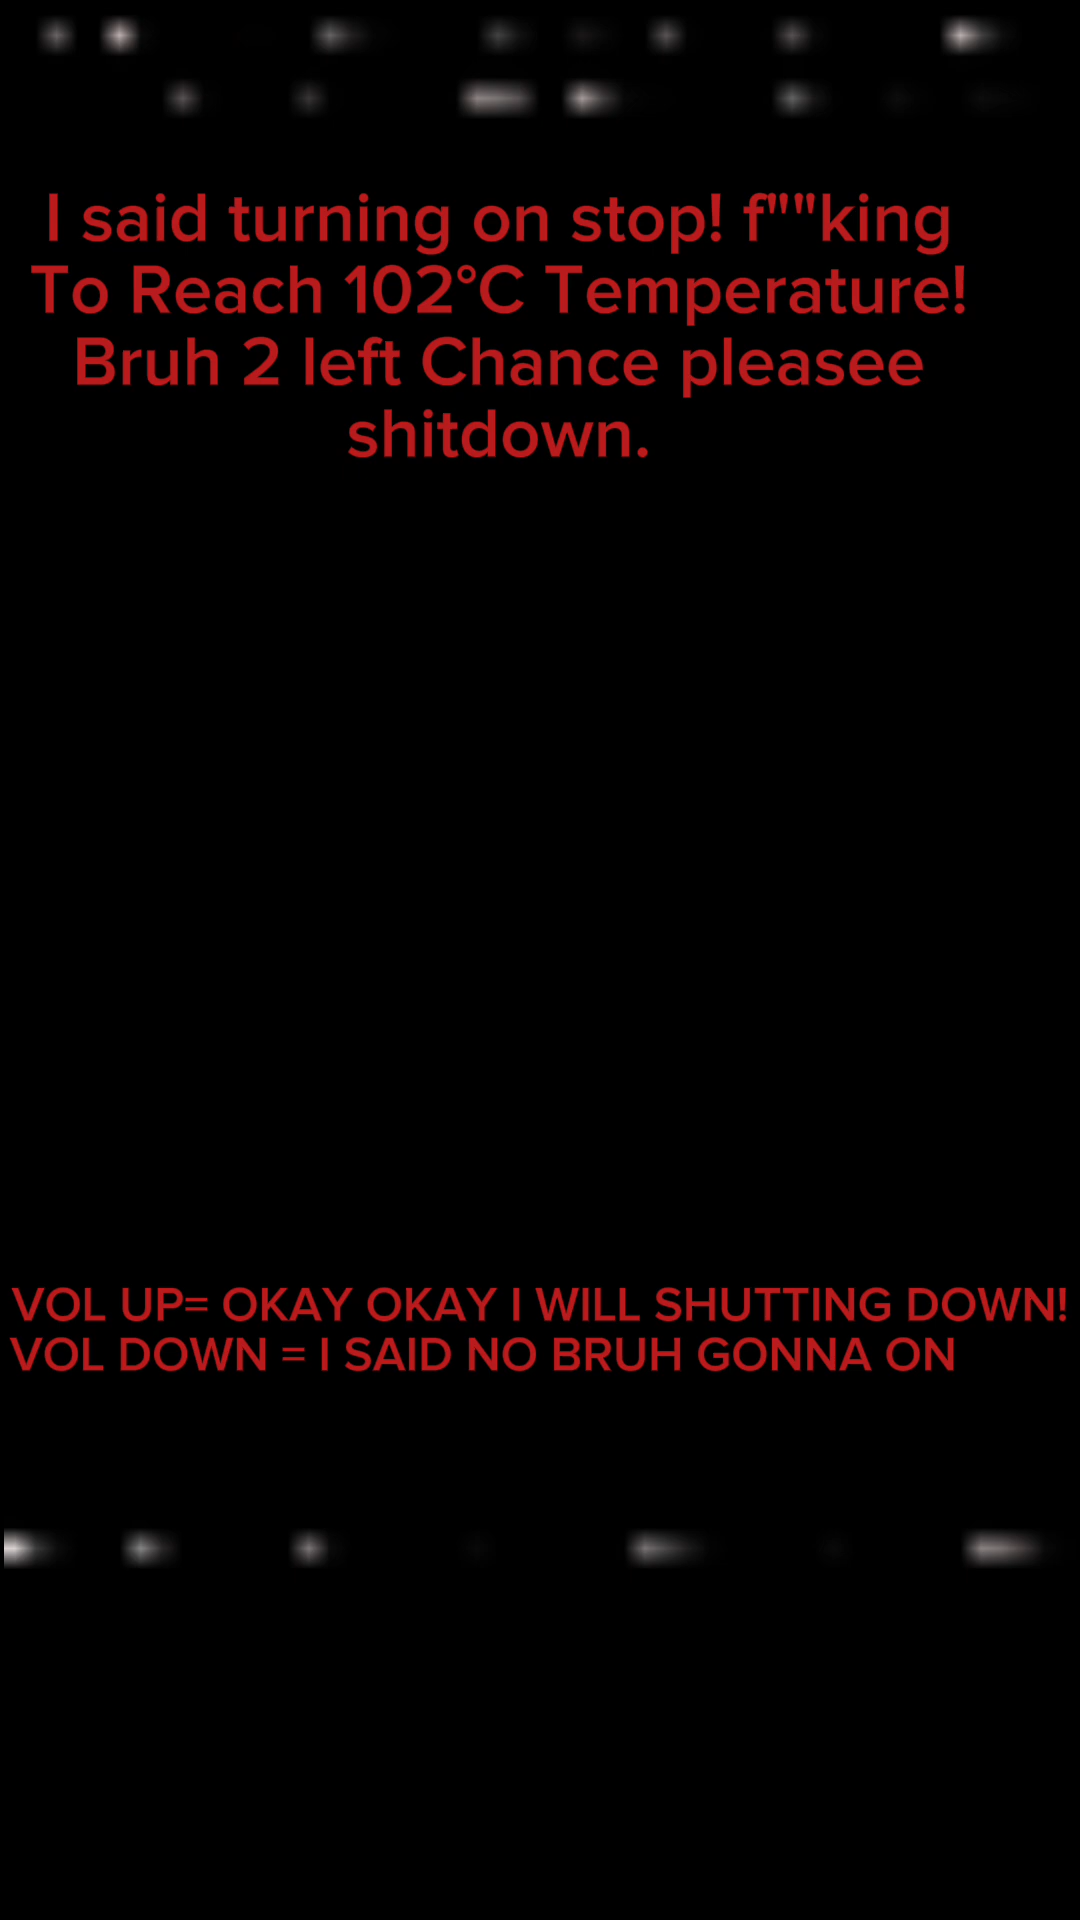 I said turning on stop! f""king
To Reach 102°C Temperature!
Bruh 2 left Chance pleasee
shitdown.
VOL UP= OKAY OKAY I WILL SHUTTING DOWN!
VOL DOWN = I SAID NO BRUH GONNA ON